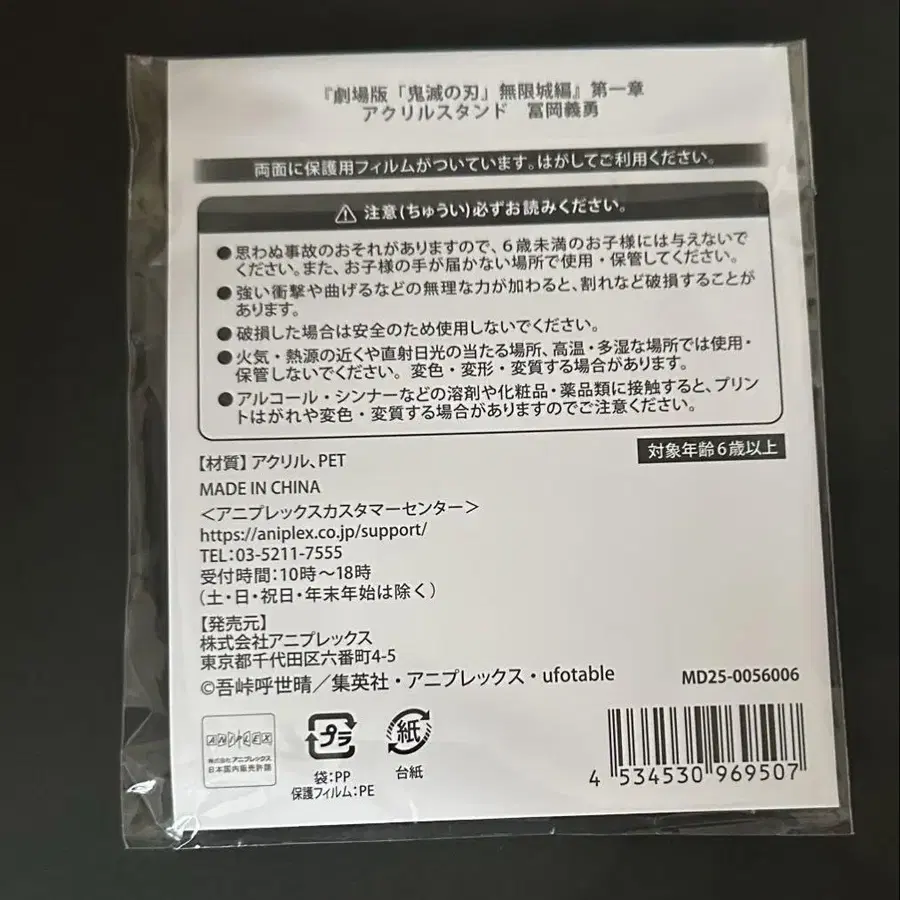 『劇場版「鬼滅の刃」無限城編』第一章
アクリルスタンド 冨岡義勇
両面に保護用フィルムがついています。はがしてご利用ください。
注意(ちゅうい)必ずお読みください。
●思わぬ事故のおそれがありますので、6歳未満のお子様には与えないで
ください。また、お子様の手が届かない場所で使用・保管してください。
●強い衝撃や曲げるなどの無理な力が加わると、割れなど破損することが
あります。
●破損した場合は安全のため使用しないでください。
●火気・熱源の近くや直射日光の当たる場所、高温・多湿な場所では使用・
保管しないでください。変色・変形・変質する場合があります。
●アルコール・シンナーなどの溶剤や化粧品・薬品類に接触すると、プリン
トはがれや変色・変質する場合がありますのでご注意ください。
対象年齢6歳以上
【材質】アクリル、PET
MADE IN CHINA
＜アニプレックスカスタマーセンター＞
https://aniplex.co.jp/support/
TEL：03-5211-7555
受付時間：10時～18時
（土・日・祝日・年末年始は除く）
【発売元】
株式会社アニプレックス
東京都千代田区六番町4-5
©吾峠呼世晴／集英社・アニプレックス・ufotable
MD25-0056006
ANIPLEX
株式会社アニプレックス
日本国内販売許諾
プラ
袋：PP
保護フィルム：PE
紙
台紙
4 534530 969507